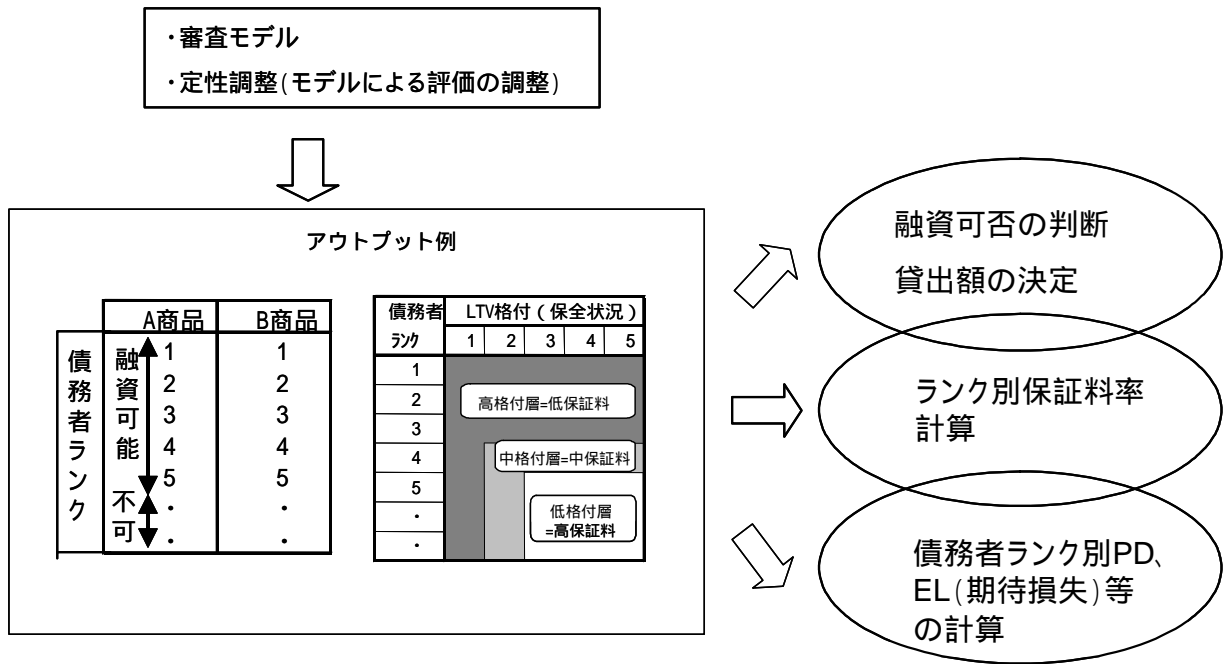 ・審査モデル
・定性調整(モデルによる評価の調整)
アウトプット例
A商品 B商品
債務者ランク
融資可能
不可
1 1
2 2
3 3
4 4
5 5
・ ・
・ ・
債務者 LTV格付(保全状況)
ランク 1 2 3 4 5
1
2
3
4
5
・
・
高格付層=低保証料
中格付層=中保証料
低格付層
=高保証料
融資可否の判断
貸出額の決定
ランク別保証料率
計算
債務者ランク別PD、
EL(期待損失)等
の計算